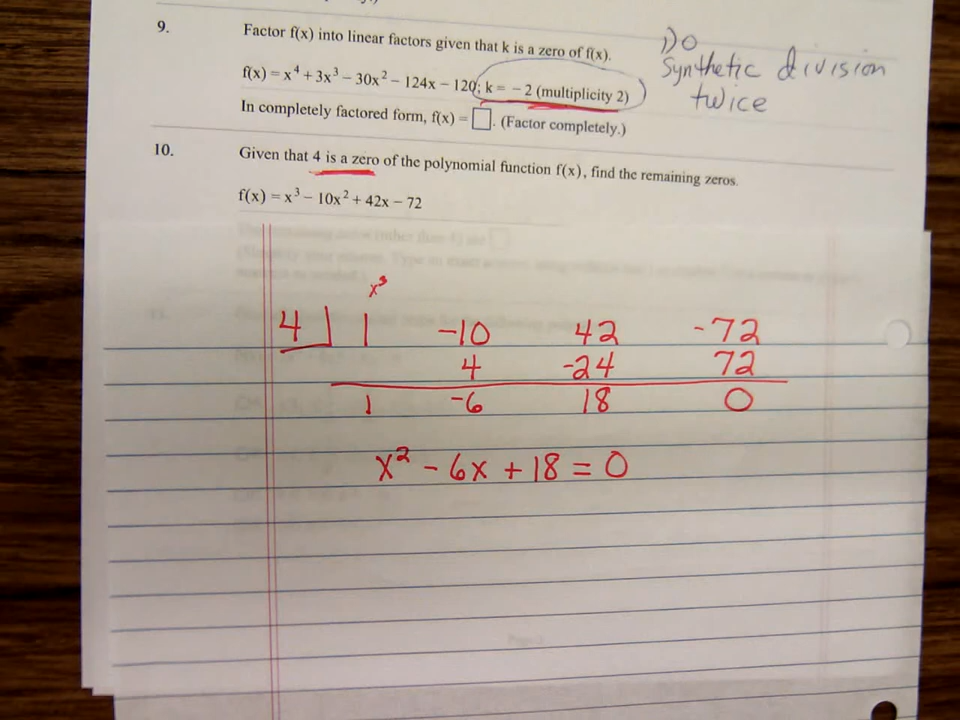 9.
Factor f(x) into linear factors given that k is a zero of f(x).
f(x) = x⁴ + 3x³ − 30x² − 124x − 120; k = − 2 (multiplicity 2)
In completely factored form, f(x) = □. (Factor completely.)
Do
Synthetic division
twice
10.
Given that 4 is a zero of the polynomial function f(x), find the remaining zeros.
f(x) = x³ − 10x² + 42x − 72
x³
4 | 1 -10 42 -72
4 -24 72
1 -6 18 0
x² - 6x + 18 = 0